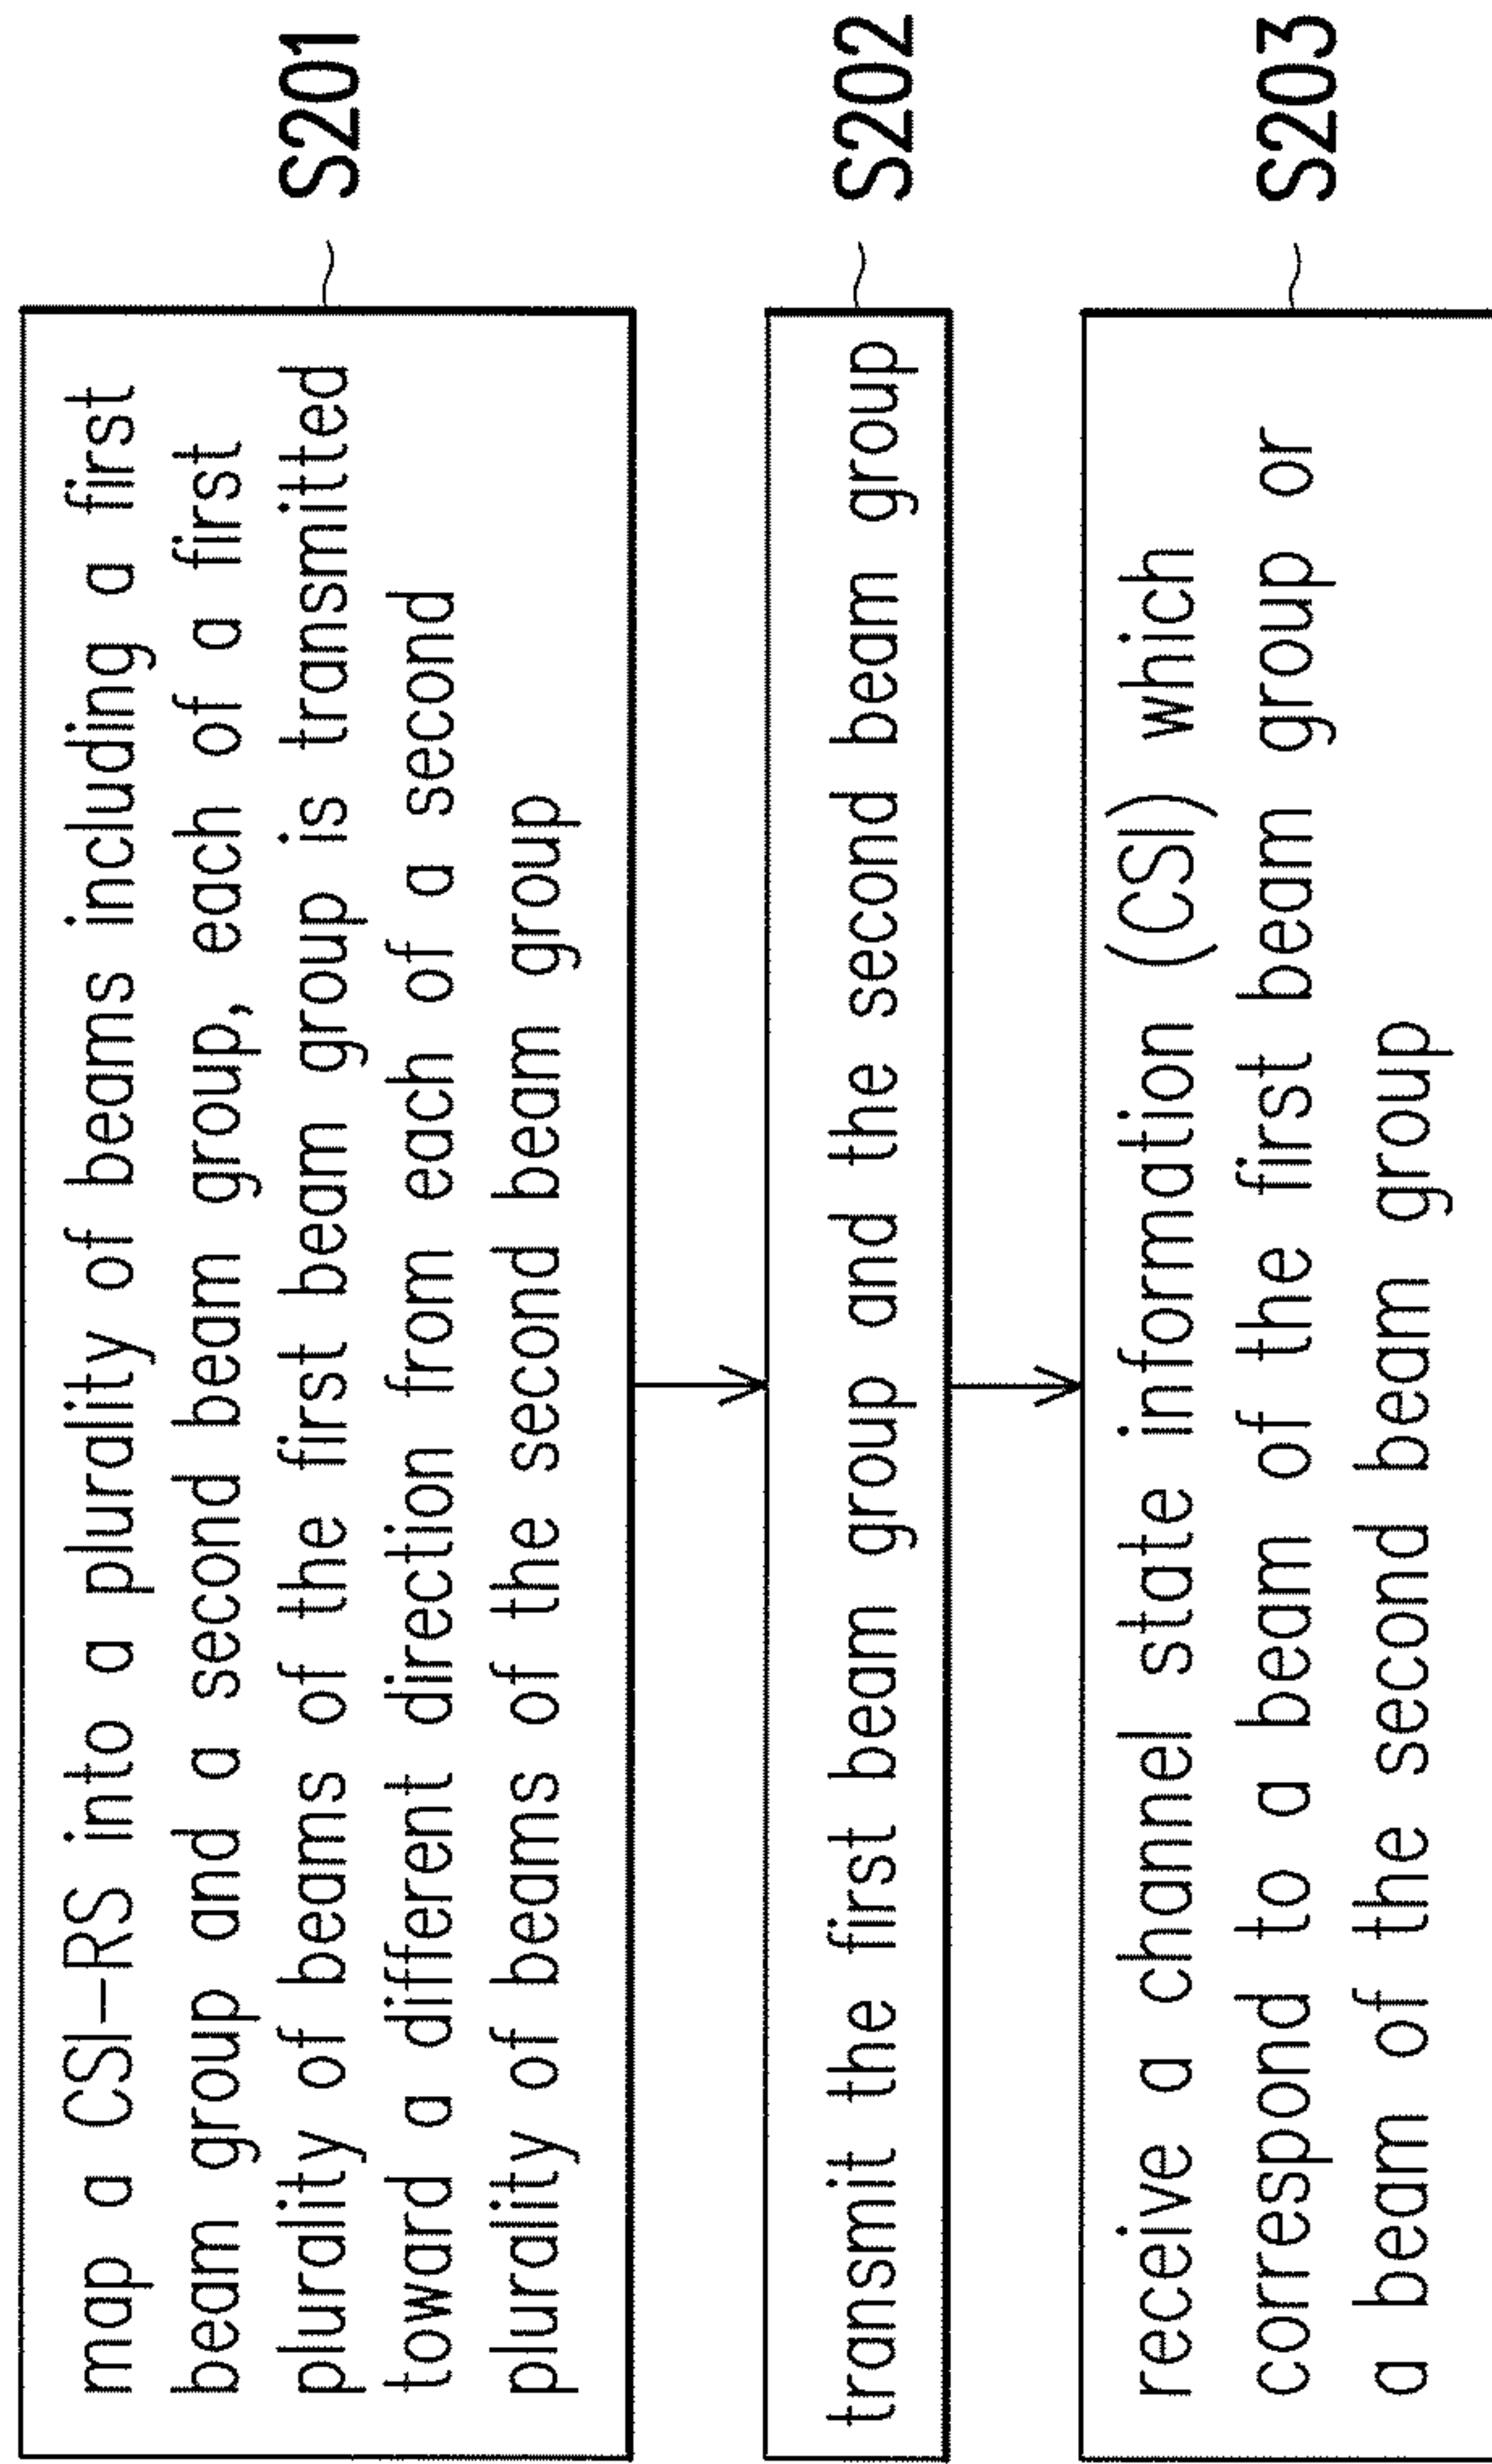 map a CSI-RS into a plurality of beams including a first
beam group and a second beam group, each of a first
plurality of beams of the first beam group is transmitted
toward a different direction from each of a second
plurality of beams of the second beam group
S201
transmit the first beam group and the second beam group
S202
receive a channel state information (CSI) which
correspond to a beam of the first beam group or
a beam of the second beam group
S203